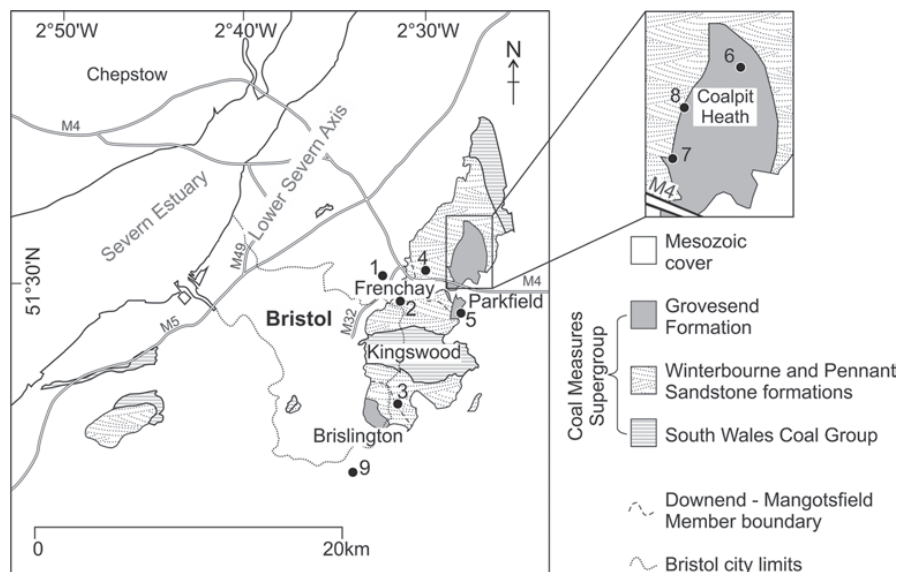 2°50'W
2°40'W
2°30'W
N
Chepstow
M4
Lower Severn Axis
Severn Estuary
51°30'N
M49
1
4
Frenchay
M4
2
Parkfield
5
Bristol
M32
M5
Kingswood
3
Brislington
9
0
20km
6
8
Coalpit
Heath
7
M4
Mesozoic
cover
Grovesend
Formation
Winterbourne and Pennant
Sandstone formations
South Wales Coal Group
Coal Measures
Supergroup
Downend - Mangotsfield
Member boundary
Bristol city limits